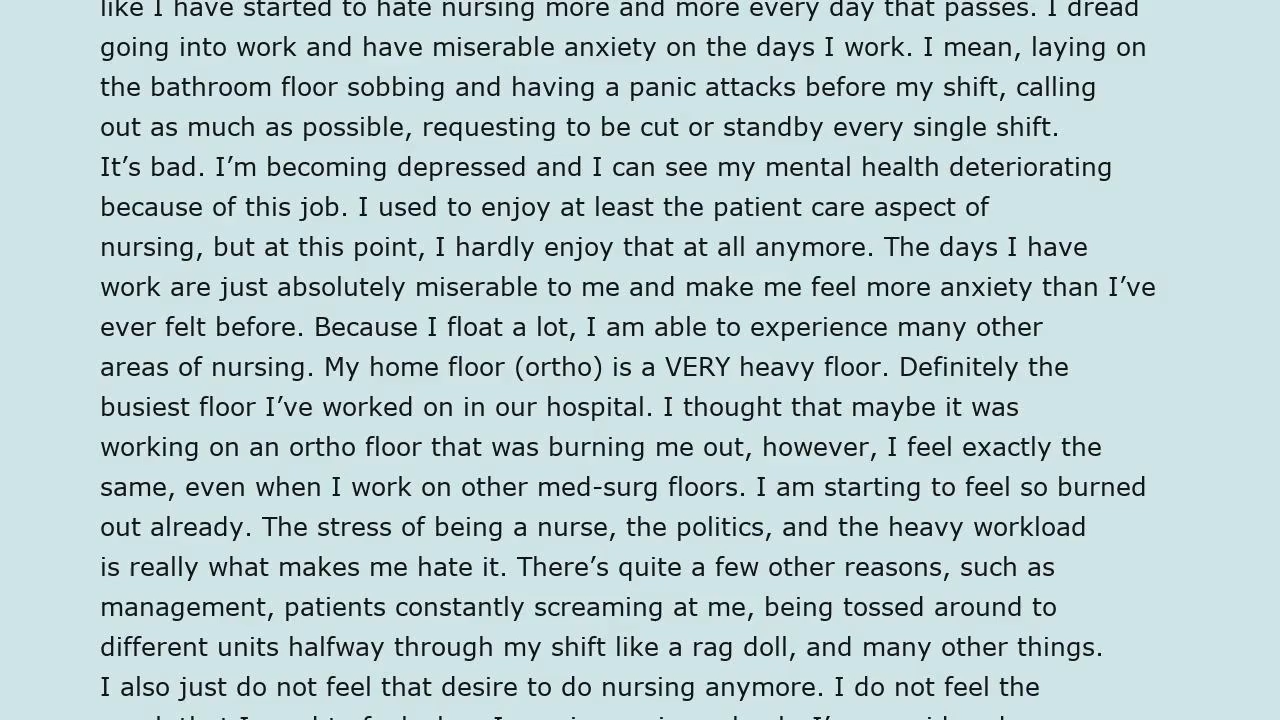 like I have started to hate nursing more and more every day that passes. I dread
going into work and have miserable anxiety on the days I work. I mean, laying on
the bathroom floor sobbing and having a panic attacks before my shift, calling
out as much as possible, requesting to be cut or standby every single shift.
It’s bad. I’m becoming depressed and I can see my mental health deteriorating
because of this job. I used to enjoy at least the patient care aspect of
nursing, but at this point, I hardly enjoy that at all anymore. The days I have
work are just absolutely miserable to me and make me feel more anxiety than I’ve
ever felt before. Because I float a lot, I am able to experience many other
areas of nursing. My home floor (ortho) is a VERY heavy floor. Definitely the
busiest floor I’ve worked on in our hospital. I thought that maybe it was
working on an ortho floor that was burning me out, however, I feel exactly the
same, even when I work on other med-surg floors. I am starting to feel so burned
out already. The stress of being a nurse, the politics, and the heavy workload
is really what makes me hate it. There’s quite a few other reasons, such as
management, patients constantly screaming at me, being tossed around to
different units halfway through my shift like a rag doll, and many other things.
I also just do not feel that desire to do nursing anymore. I do not feel the